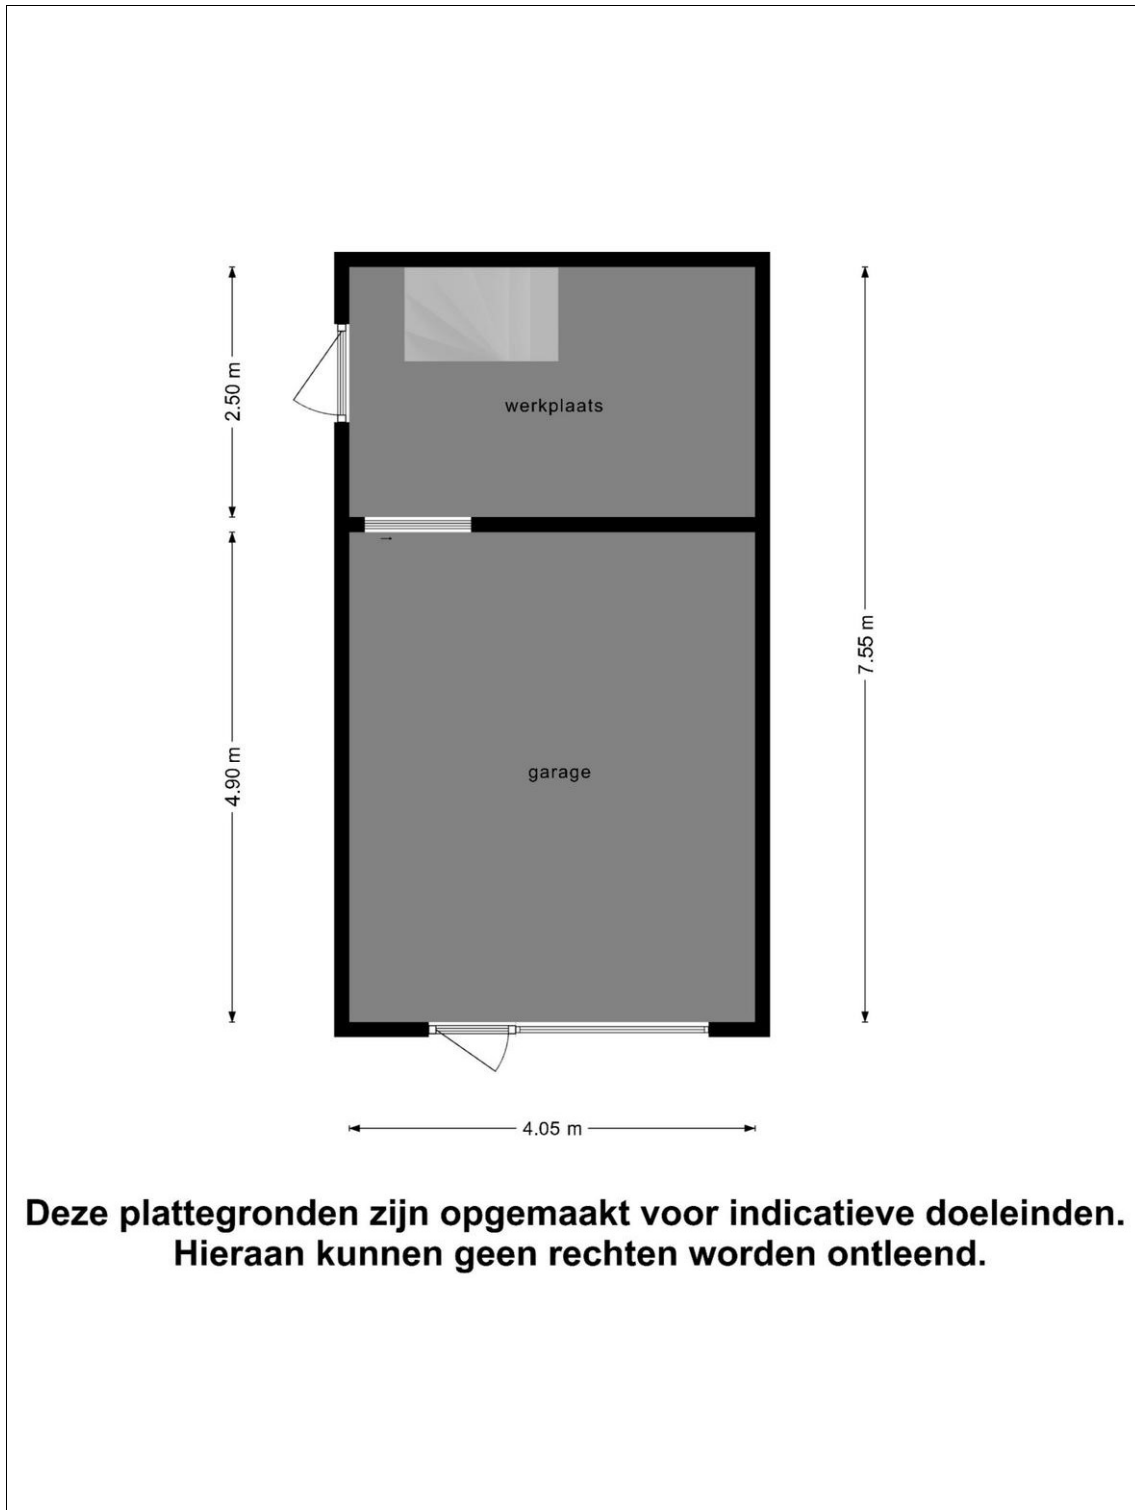 werkplaats
2.50 m
7.55 m
garage
4.90 m
4.05 m
Deze plattegronden zijn opgemaakt voor indicatieve doeleinden.
Hieraan kunnen geen rechten worden ontleend.